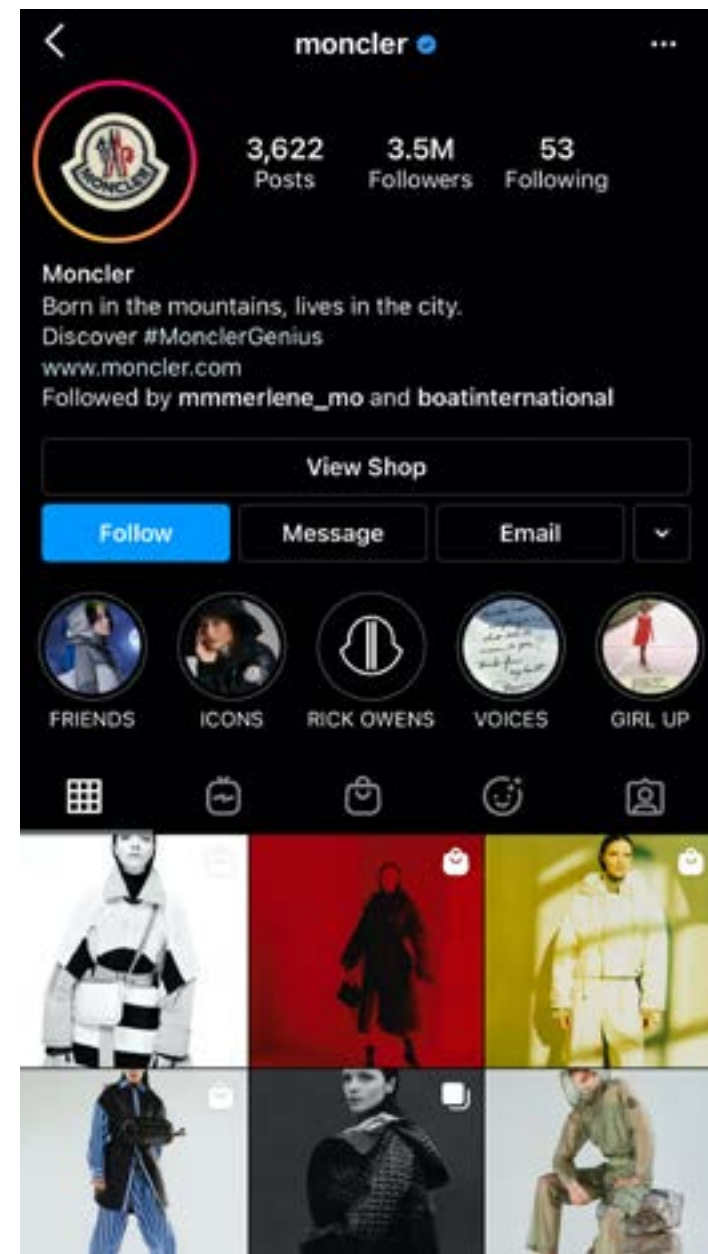 moncler
3,622 3.5M 53
Posts Followers Following
MONCLER
Moncler
Born in the mountains, lives in the city.
Discover #MonclerGenius
www.moncler.com
Followed by mmmerlene_mo and boatinternational
View Shop
Follow Message Email
FRIENDS ICONS RICK OWENS VOICES GIRL UP